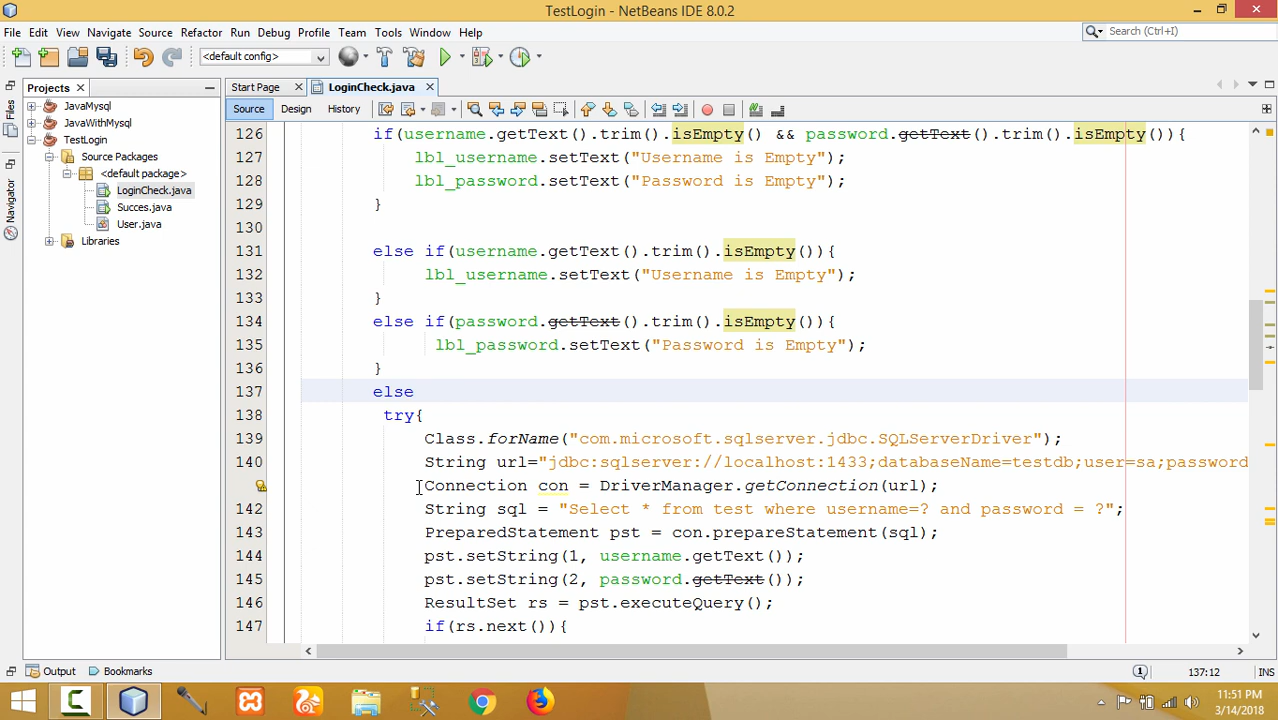 TestLogin - NetBeans IDE 8.0.2
File Edit View Navigate Source Refactor Run Debug Profile Team Tools Window Help
Search (Ctrl+I)
<default config>
Projects
Start Page
LoginCheck.java
Source Design History
Files
Navigator
JavaMysql
JavaWithMysql
TestLogin
Source Packages
<default package>
LoginCheck.java
Succes.java
User.java
Libraries
126 if(username.getText().trim().isEmpty() && password.getText().trim().isEmpty()){
127 lbl_username.setText("Username is Empty");
128 lbl_password.setText("Password is Empty");
129 }
130
131 else if(username.getText().trim().isEmpty()){
132 lbl_username.setText("Username is Empty");
133 }
134 else if(password.getText().trim().isEmpty()){
135 lbl_password.setText("Password is Empty");
136 }
137 else
138 try{
139 Class.forName("com.microsoft.sqlserver.jdbc.SQLServerDriver");
140 String url="jdbc:sqlserver://localhost:1433;databaseName=testdb;user=sa;password
Connection con = DriverManager.getConnection(url);
142 String sql = "Select * from test where username=? and password = ?";
143 PreparedStatement pst = con.prepareStatement(sql);
144 pst.setString(1, username.getText());
145 pst.setString(2, password.getText());
146 ResultSet rs = pst.executeQuery();
147 if(rs.next()){
Output
Bookmarks
1
137:12
INS
11:51 PM
3/14/2018